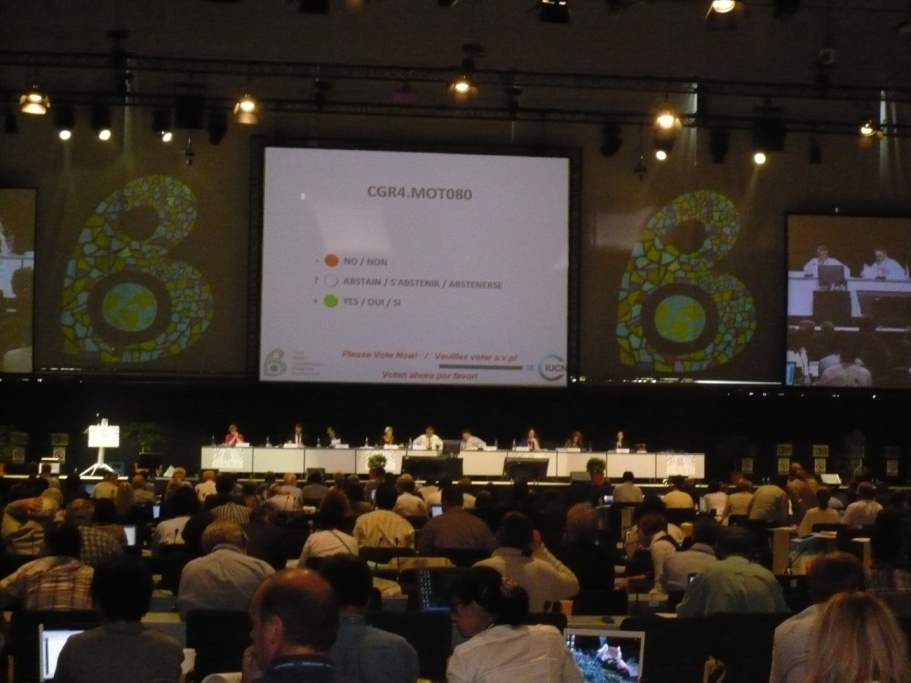 CGR4.MOT080
- NO / NON
? ABSTAIN / S'ABSTENIR / ABSTENERSE
+ YES / OUI / SI
Please Vote Now! / Veuillez voter s.v.p!
Voten ahora por favor!
IUCN